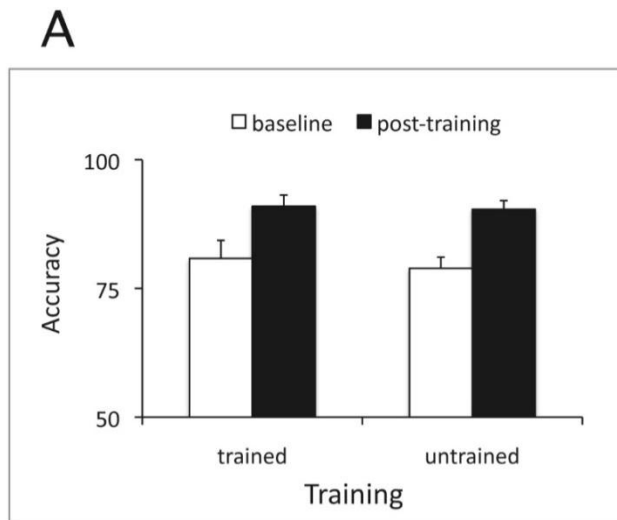 A
baseline post-training
100
75
50
Accuracy
trained untrained
Training